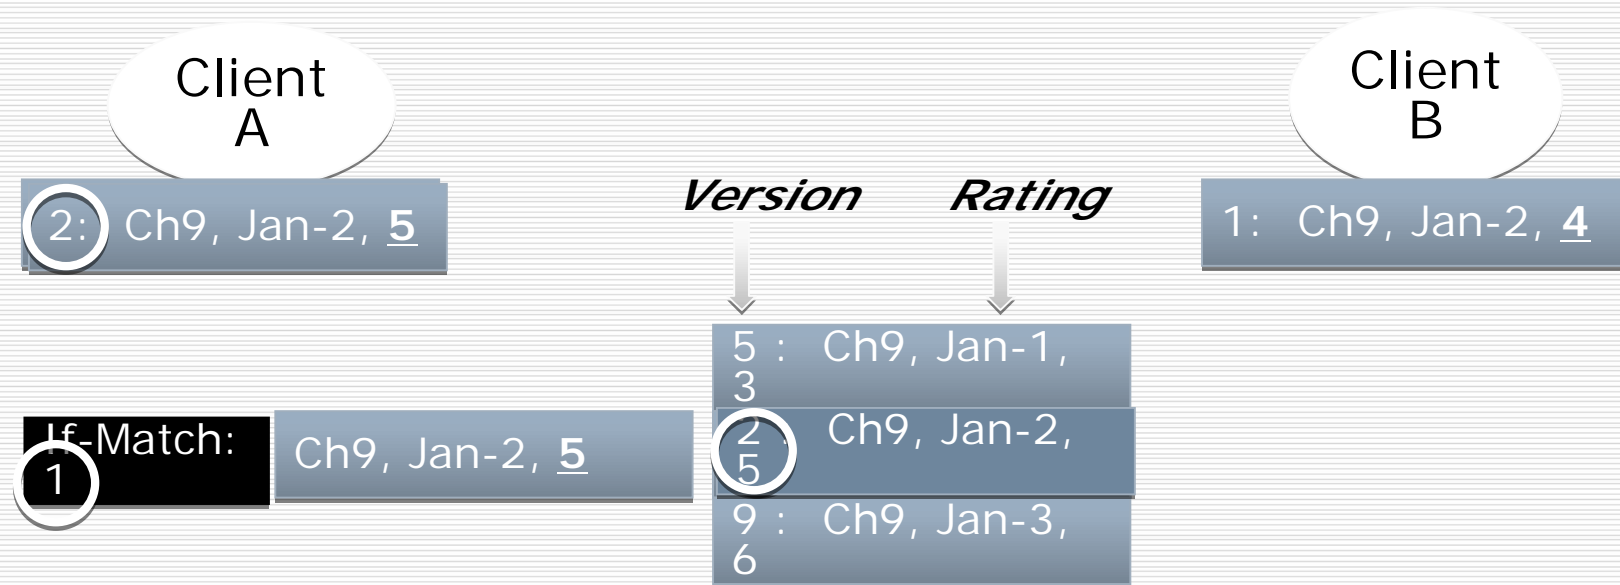 Client
A
Client
B
Version Rating
2: Ch9, Jan-2, 5
1: Ch9, Jan-2, 4
5 : Ch9, Jan-1,
3
If-Match:
1
Ch9, Jan-2, 5
2 : Ch9, Jan-2,
5
9 : Ch9, Jan-3,
6